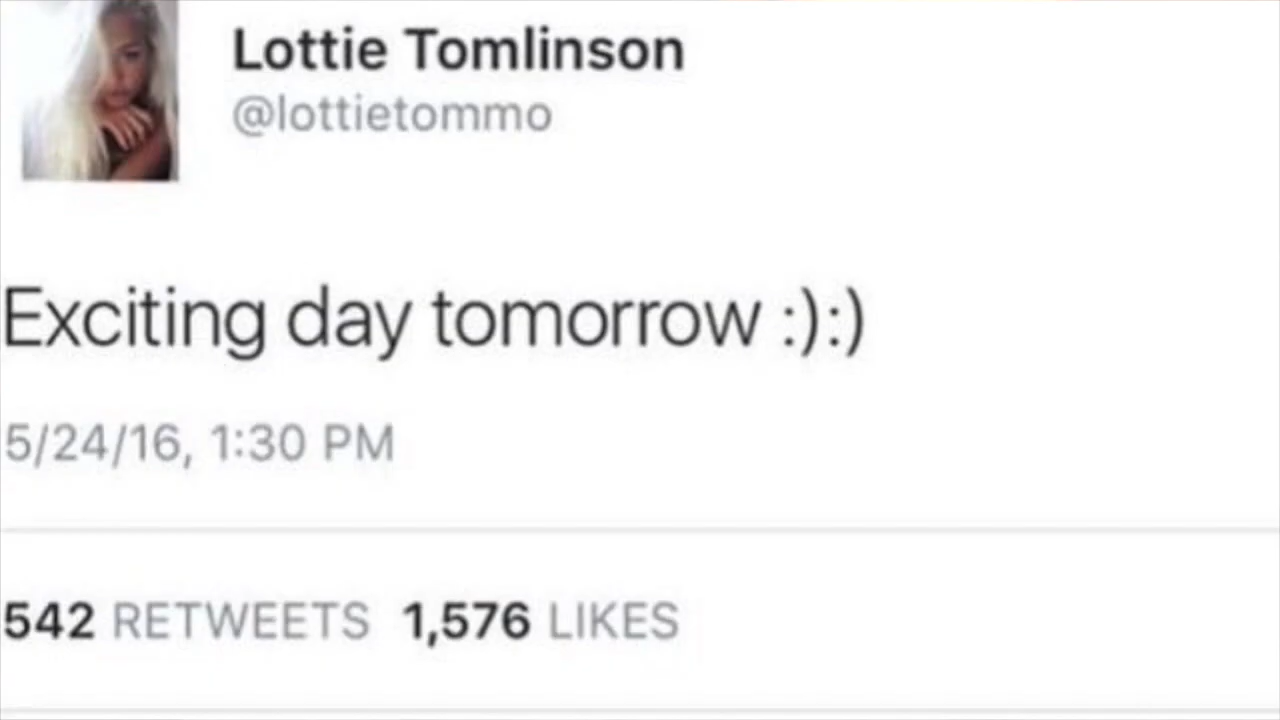 Lottie Tomlinson
@lottietommo
Exciting day tomorrow :):)
5/24/16, 1:30 PM
542 RETWEETS 1,576 LIKES